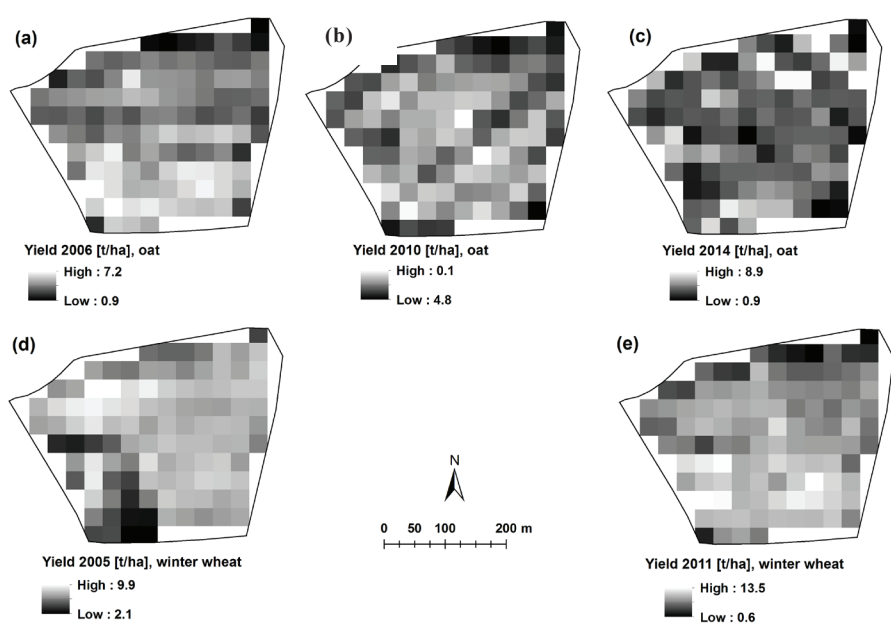 (a)
(b)
(c)
Yield 2006 [t/ha], oat
High : 7.2
Low : 0.9
Yield 2010 [t/ha], oat
High : 0.1
Low : 4.8
Yield 2014 [t/ha], oat
High : 8.9
Low : 0.9
(d)
(e)
N
0 50 100 200 m
Yield 2005 [t/ha], winter wheat
High : 9.9
Low : 2.1
Yield 2011 [t/ha], winter wheat
High : 13.5
Low : 0.6